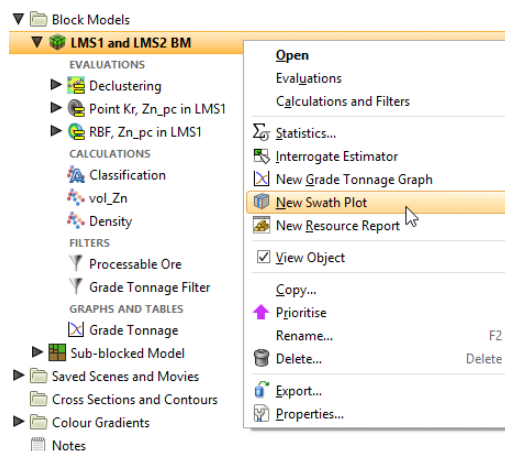 Block Models
LMS1 and LMS2 BM
EVALUATIONS
Declustering
Point Kr, Zn_pc in LMS1
RBF, Zn_pc in LMS1
CALCULATIONS
Classification
vol_Zn
Density
FILTERS
Processable Ore
Grade Tonnage Filter
GRAPHS AND TABLES
Grade Tonnage
Sub-blocked Model
Saved Scenes and Movies
Cross Sections and Contours
Colour Gradients
Notes
Open
Evaluations
Calculations and Filters
Statistics...
Interrogate Estimator
New Grade Tonnage Graph
New Swath Plot
New Resource Report
View Object
Copy...
Prioritise
Rename... F2
Delete... Delete
Export...
Properties...